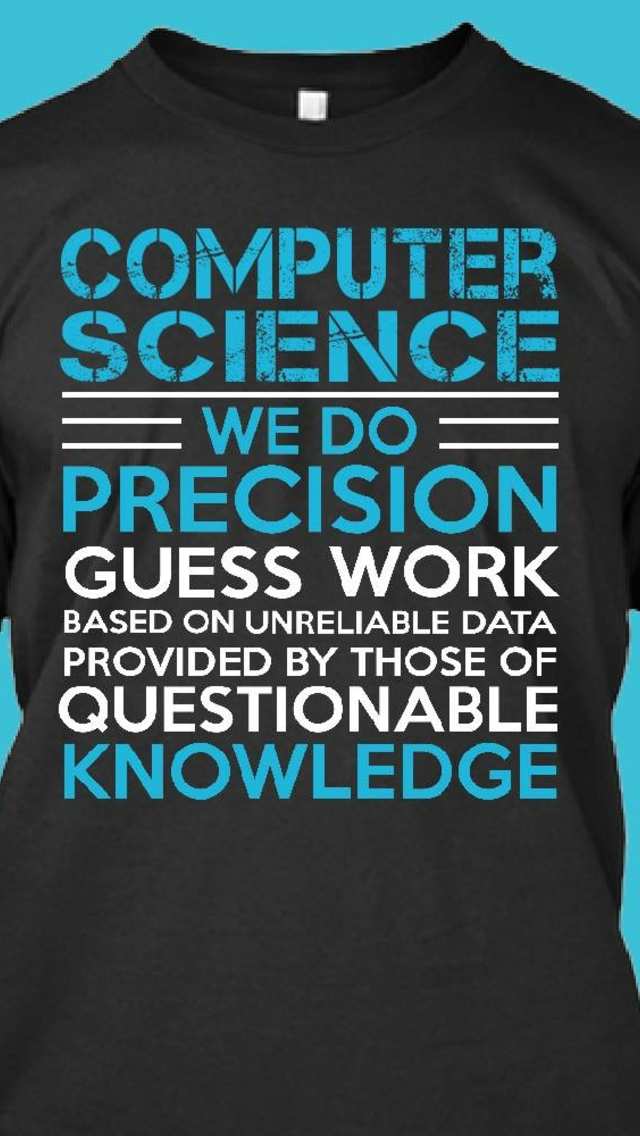 COMPUTER
SCIENCE
WE DO
PRECISION
GUESS WORK
BASED ON UNRELIABLE DATA
PROVIDED BY THOSE OF
QUESTIONABLE
KNOWLEDGE